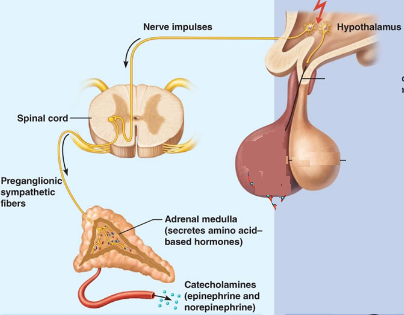 Nerve impulses
Hypothalamus
Spinal cord
Preganglionic
sympathetic
fibers
Adrenal medulla
(secretes amino acid–
based hormones)
Catecholamines
(epinephrine and
norepinephrine)